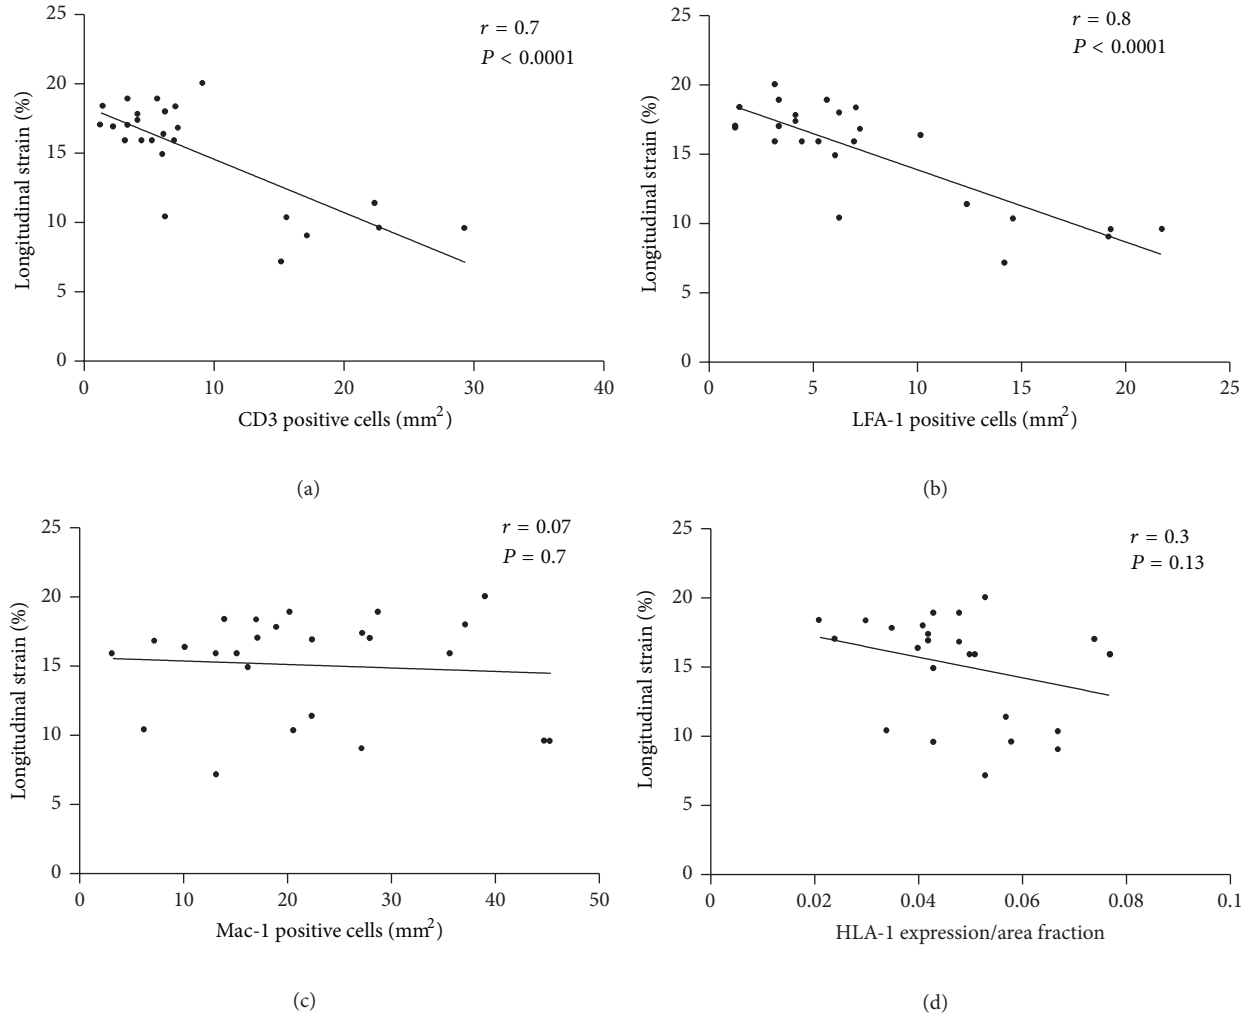 25
20
15
10
5
0
Longitudinal strain (%)
r = 0.7
P < 0.0001
0 10 20 30 40
CD3 positive cells (mm²)
(a)
25
20
15
10
5
0
Longitudinal strain (%)
r = 0.8
P < 0.0001
0 5 10 15 20 25
LFA-1 positive cells (mm²)
(b)
25
20
15
10
5
0
Longitudinal strain (%)
r = 0.07
P = 0.7
0 10 20 30 40 50
Mac-1 positive cells (mm²)
(c)
25
20
15
10
5
0
Longitudinal strain (%)
r = 0.3
P = 0.13
0 0.02 0.04 0.06 0.08 0.1
HLA-1 expression/area fraction
(d)